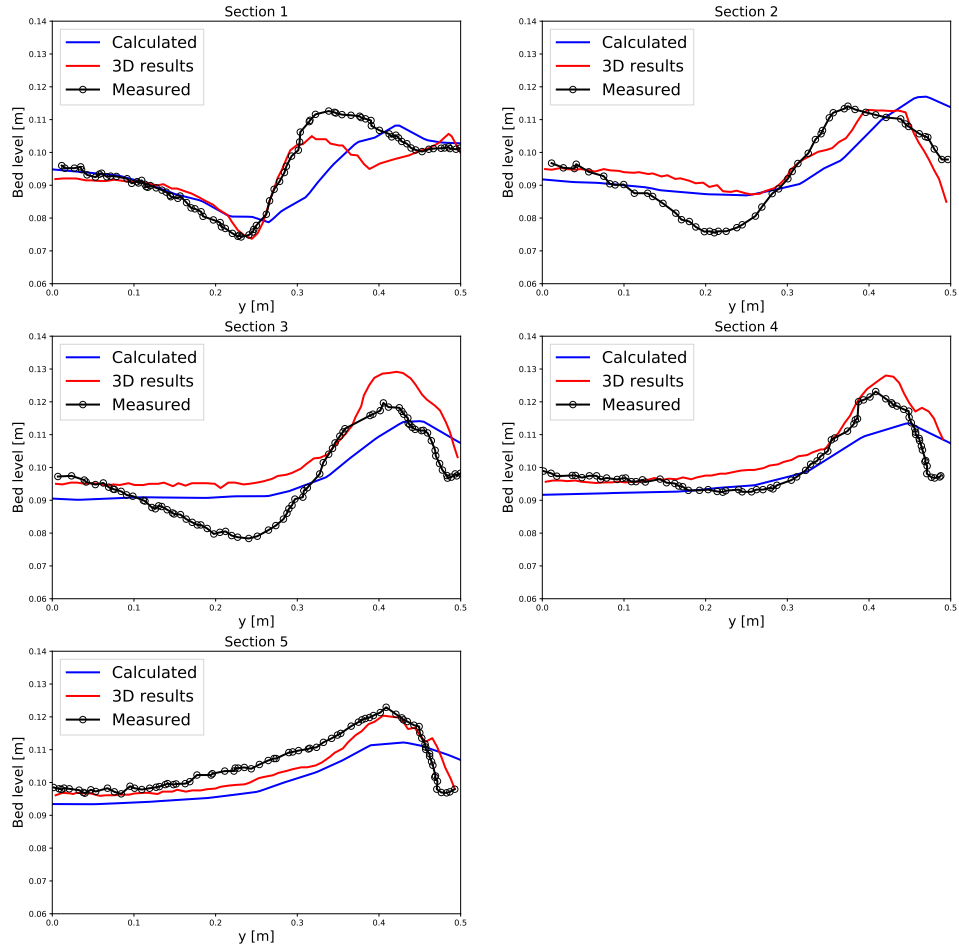 Section 1
0.14
0.13
0.12
0.11
0.10
0.09
0.08
0.07
0.06
Bed level [m]
Calculated
3D results
Measured
0.0 0.1 0.2 0.3 0.4 0.5
y [m]
Section 2
0.14
0.13
0.12
0.11
0.10
0.09
0.08
0.07
0.06
Bed level [m]
Calculated
3D results
Measured
0.0 0.1 0.2 0.3 0.4 0.5
y [m]
Section 3
0.14
0.13
0.12
0.11
0.10
0.09
0.08
0.07
0.06
Bed level [m]
Calculated
3D results
Measured
0.0 0.1 0.2 0.3 0.4 0.5
y [m]
Section 4
0.14
0.13
0.12
0.11
0.10
0.09
0.08
0.07
0.06
Bed level [m]
Calculated
3D results
Measured
0.0 0.1 0.2 0.3 0.4 0.5
y [m]
Section 5
0.14
0.13
0.12
0.11
0.10
0.09
0.08
0.07
0.06
Bed level [m]
Calculated
3D results
Measured
0.0 0.1 0.2 0.3 0.4 0.5
y [m]